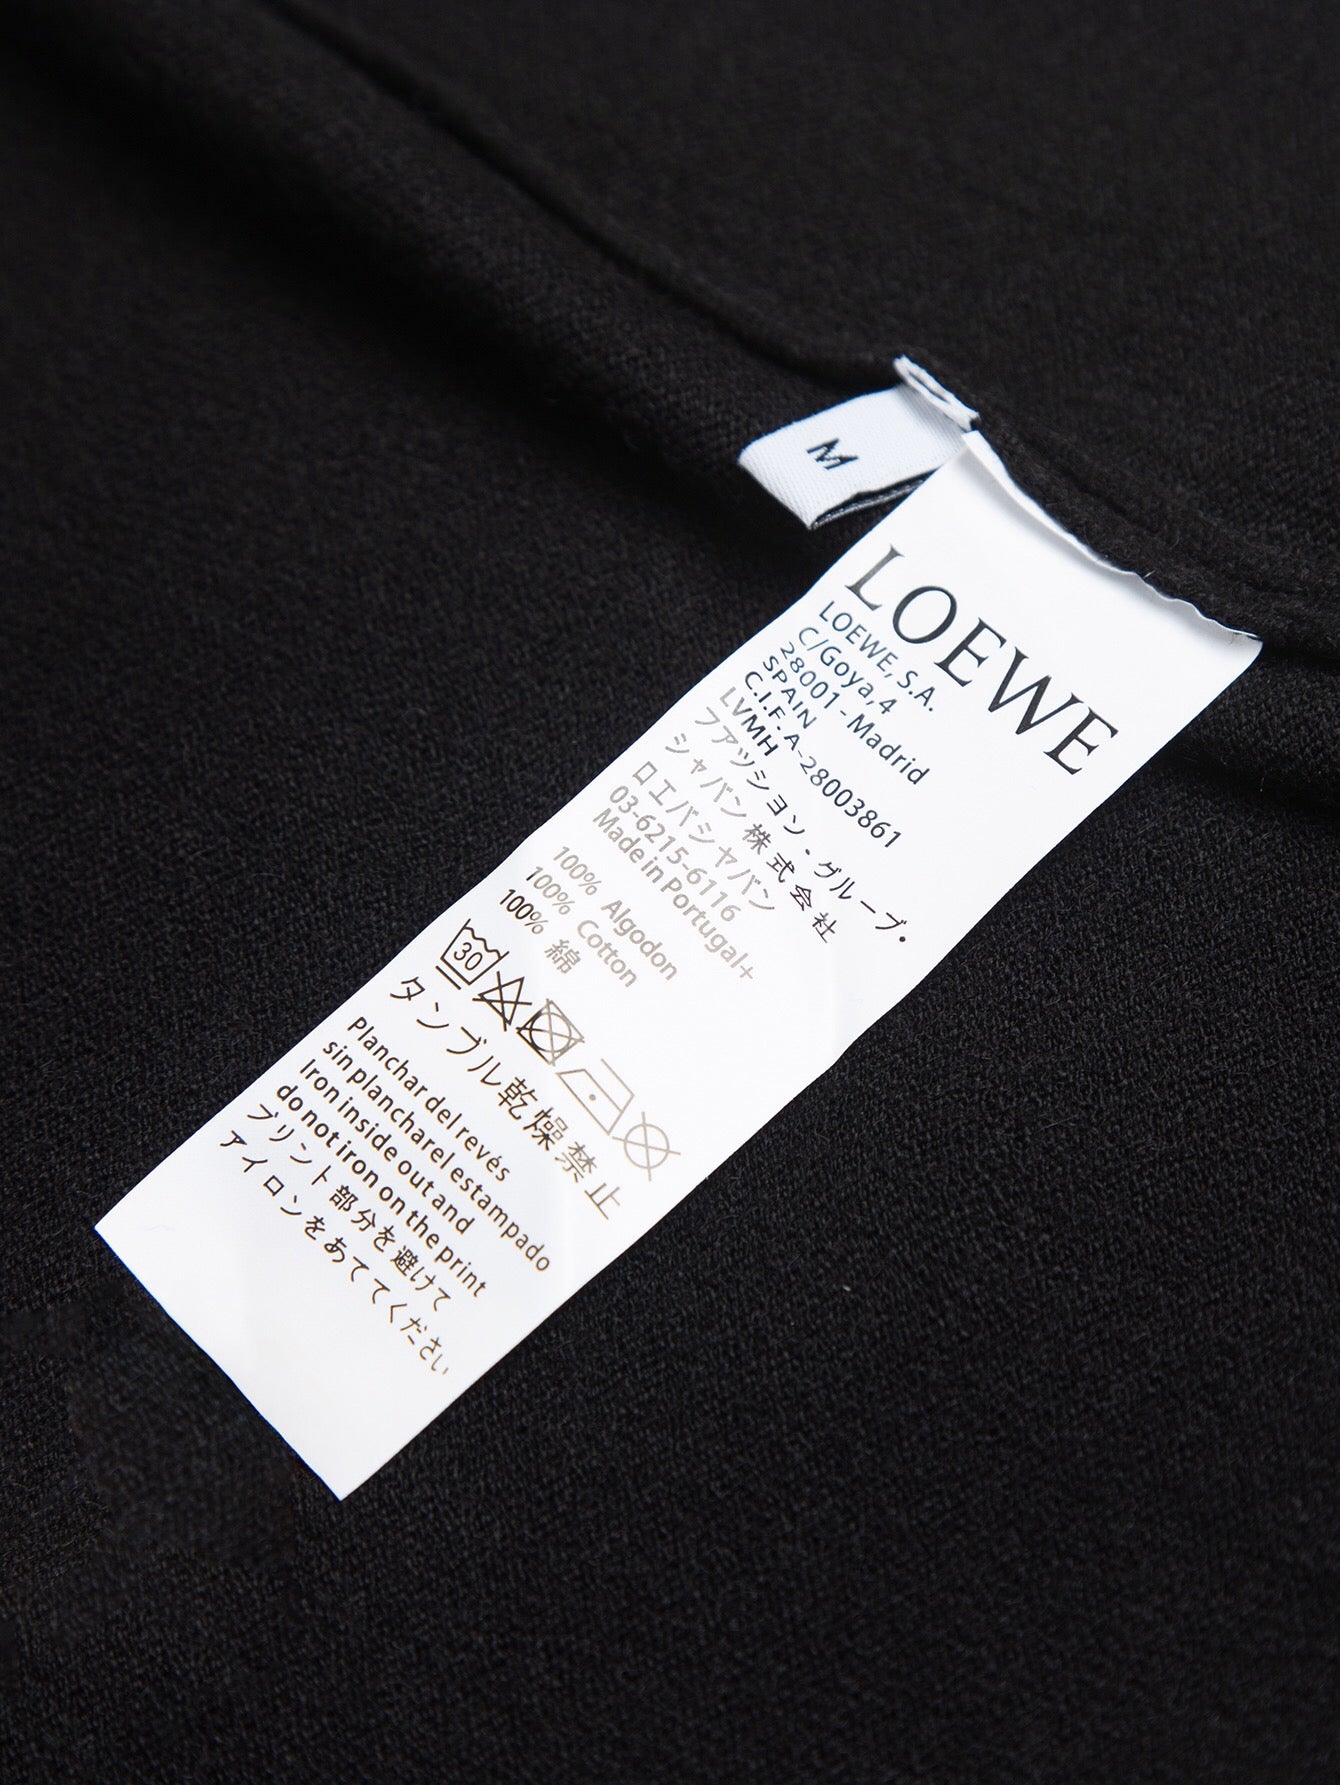 M
LOEWE
LOEWE, S.A.
C/Goya, 4
28001 - Madrid
SPAIN
C.I.F. A-28003861
LVMH
ファッション・グループ・
ジャパン株式会社
ロエベジャパン
03-6215-6116
Made in Portugal+
100% Algodon
100% Cotton
100% 綿
30
タンブル乾燥禁止
Planchar del revés
sin planchar el estampado
Iron inside out and
do not iron on the print
プリント部分を避けて
アイロンをあててください